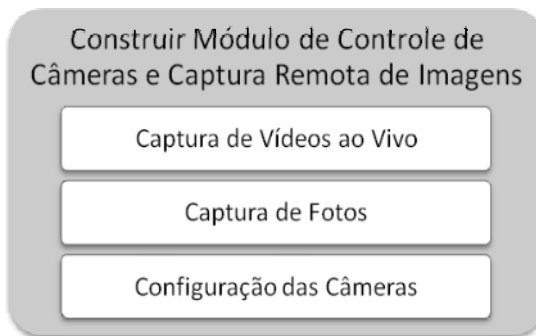 Construir Módulo de Controle de
Câmeras e Captura Remota de Imagens
Captura de Vídeos ao Vivo
Captura de Fotos
Configuração das Câmeras